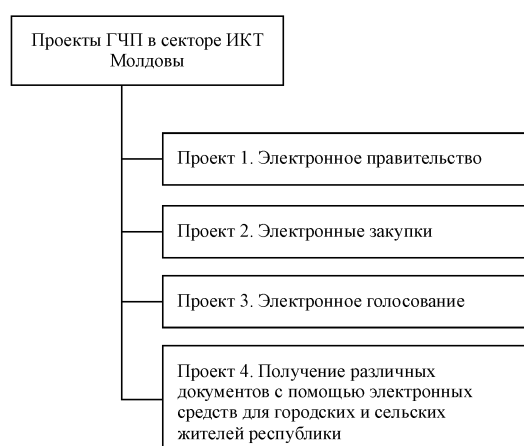 Проекты ГЧП в секторе ИКТ
Молдовы
Проект 1. Электронное правительство
Проект 2. Электронные закупки
Проект 3. Электронное голосование
Проект 4. Получение различных
документов с помощью электронных
средств для городских и сельских
жителей республики